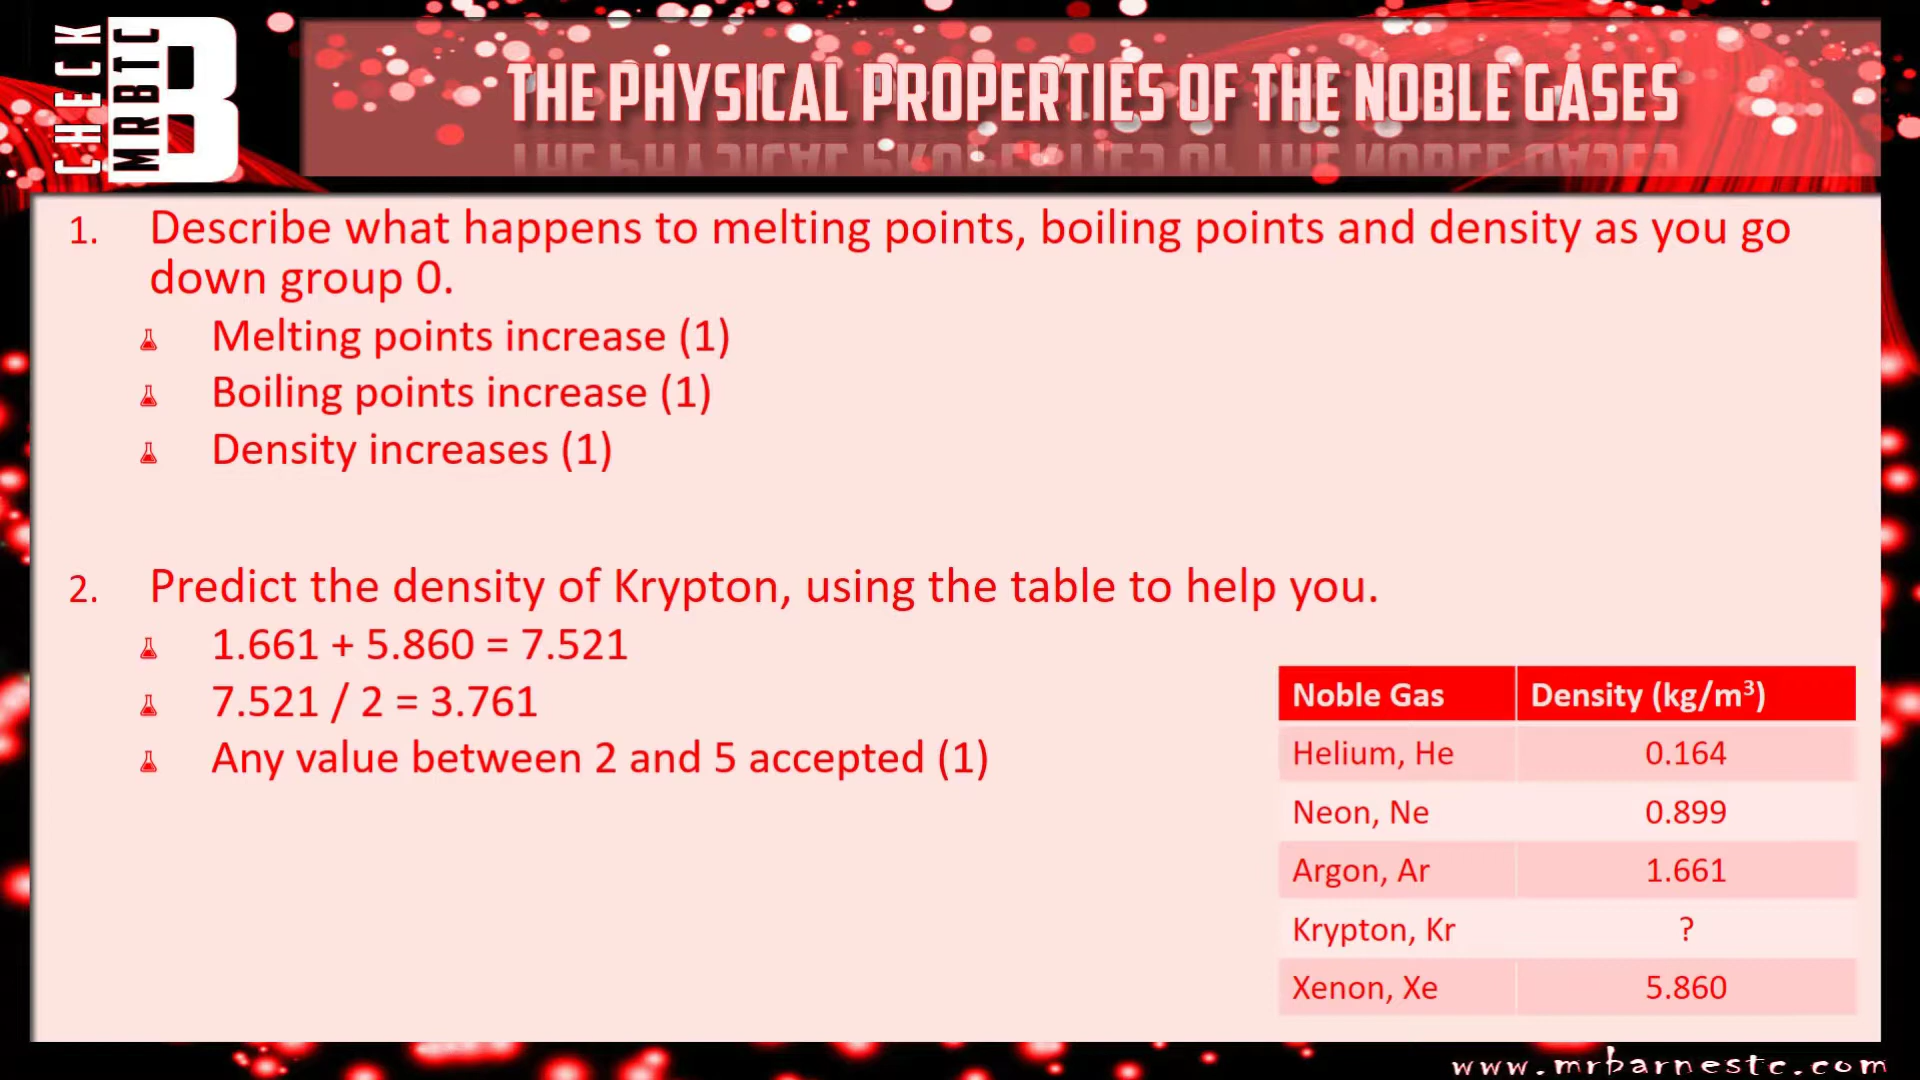 CHECK
MRBTC
B
THE PHYSICAL PROPERTIES OF THE NOBLE GASES
1. Describe what happens to melting points, boiling points and density as you go
down group 0.
Melting points increase (1)
Boiling points increase (1)
Density increases (1)
2. Predict the density of Krypton, using the table to help you.
1.661 + 5.860 = 7.521
7.521 / 2 = 3.761
Any value between 2 and 5 accepted (1)
Noble Gas Density (kg/m³)
Helium, He 0.164
Neon, Ne 0.899
Argon, Ar 1.661
Krypton, Kr ?
Xenon, Xe 5.860
www.mrbarnestc.com